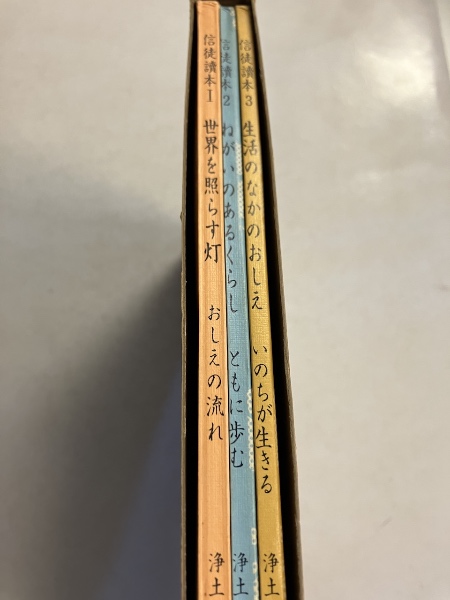 信徒讀本1 世界を照らす灯 おしえの流れ 浄土
信徒讀本2 ねがいのあるくらし ともに歩む 浄土
信徒讀本3 生活のなかのおしえ いのちが生きる 浄土